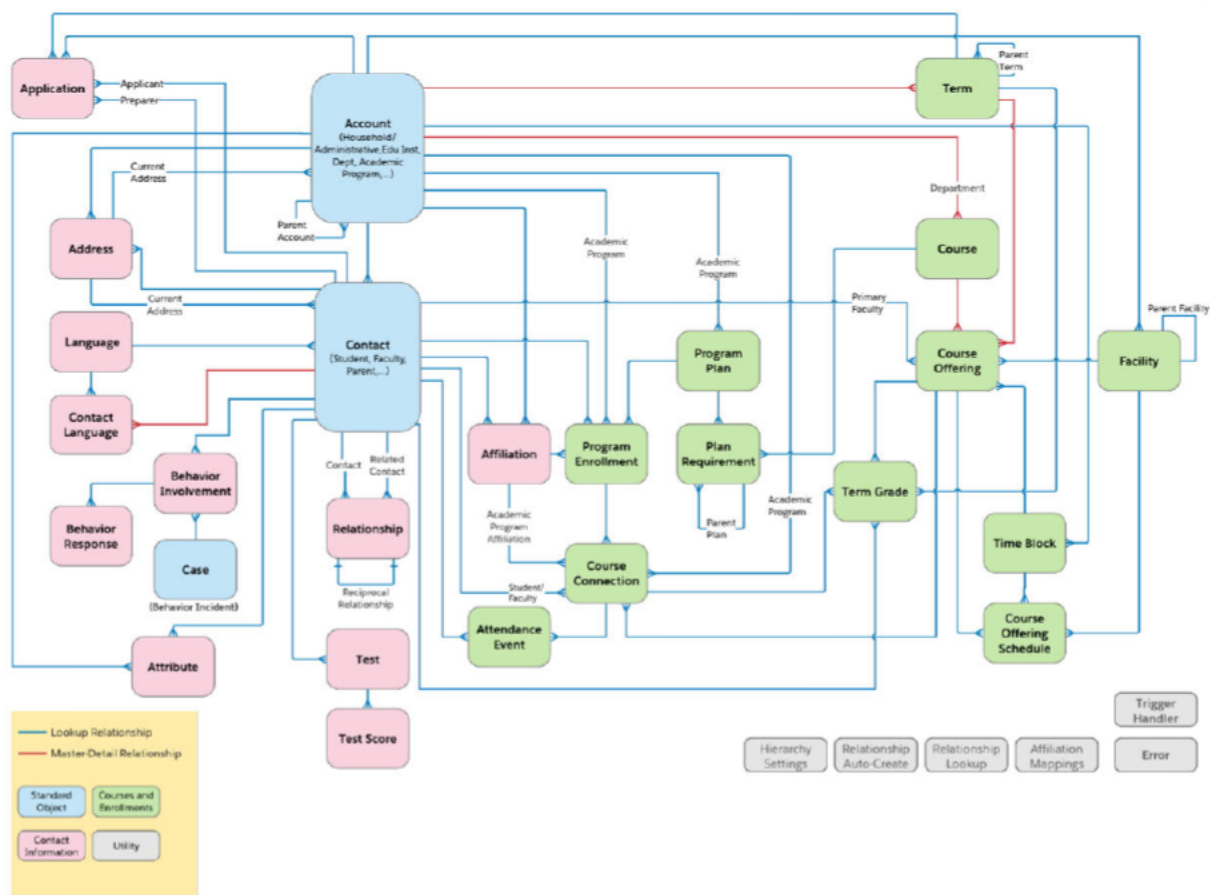 Application
Applicant
Preparer
Account
(Household/
Administrative,Edu Inst,
Dept, Academic
Program,...)
Parent
Term
Term
Current
Address
Parent
Account
Address
Department
Course
Academic
Program
Academic
Program
Current
Address
Primary
Faculty
Parent Facility
Language
Contact
(Student, Faculty,
Parent,...)
Program
Plan
Course
Offering
Facility
Contact
Language
Affiliation
Program
Enrollment
Plan
Requirement
Contact
Related
Contact
Behavior
Involvement
Term Grade
Academic
Program
Behavior
Response
Relationship
Academic
Program
Affiliation
Parent
Plan
Time Block
Case
(Behavior Incident)
Reciprocal
Relationship
Course
Connection
Student/
Faculty
Attendance
Event
Course
Offering
Schedule
Attribute
Test
Test Score
Trigger
Handler
Hierarchy
Settings
Relationship
Auto-Create
Relationship
Lookup
Affiliation
Mappings
Error
Lookup Relationship
Master-Detail Relationship
Standard
Object
Courses and
Enrollments
Contact
Information
Utility